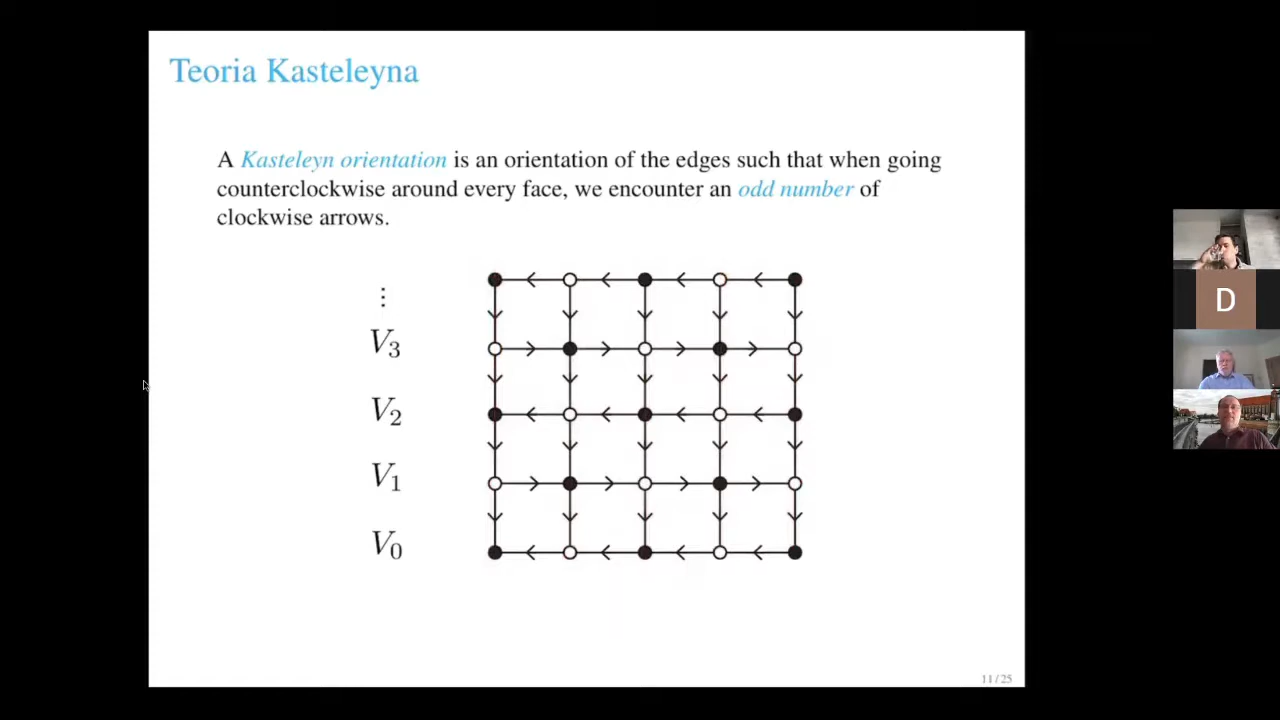 Teoria Kasteleyna
A Kasteleyn orientation is an orientation of the edges such that when going
counterclockwise around every face, we encounter an odd number of
clockwise arrows.
⋮
V₃
V₂
V₁
V₀
D
11/25